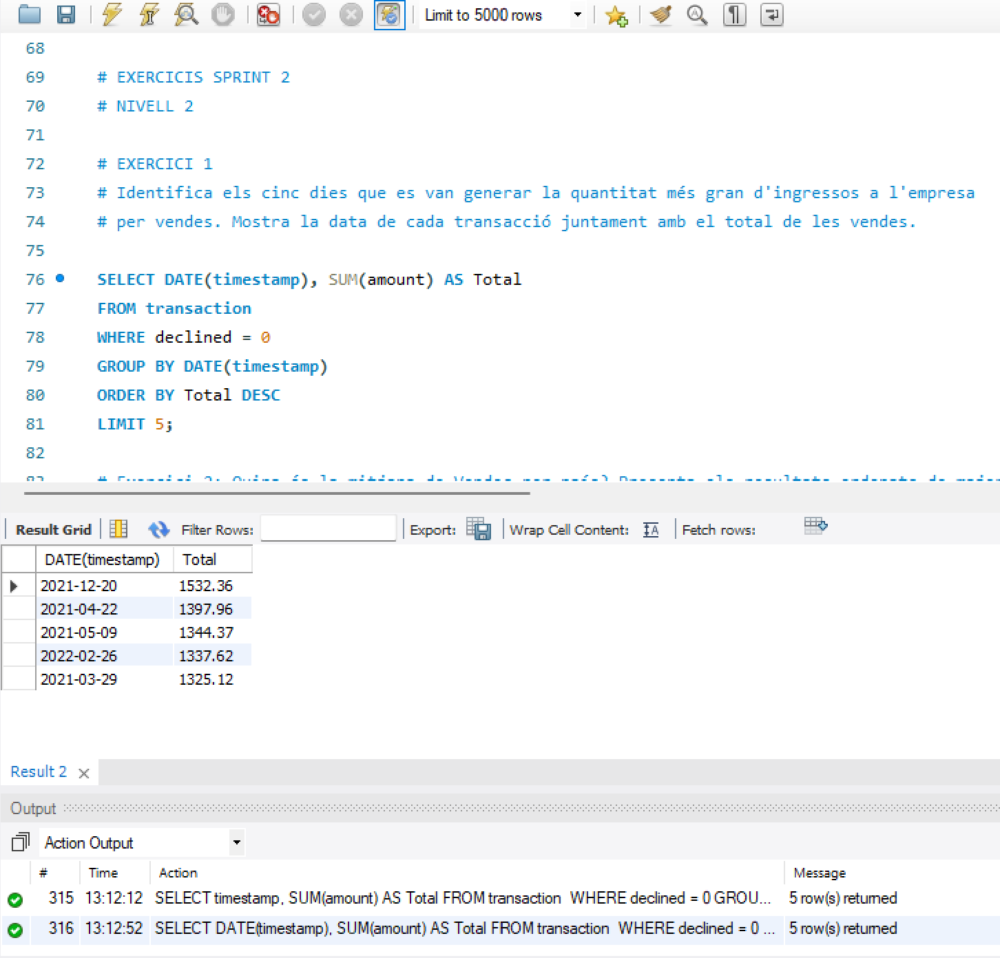 Limit to 5000 rows
68
69 # EXERCICIS SPRINT 2
70 # NIVELL 2
71
72 # EXERCICI 1
73 # Identifica els cinc dies que es van generar la quantitat més gran d'ingressos a l'empresa
74 # per vendes. Mostra la data de cada transacció juntament amb el total de les vendes.
75
76 SELECT DATE(timestamp), SUM(amount) AS Total
77 FROM transaction
78 WHERE declined = 0
79 GROUP BY DATE(timestamp)
80 ORDER BY Total DESC
81 LIMIT 5;
82
Result Grid Filter Rows: Export: Wrap Cell Content: Fetch rows:
DATE(timestamp) Total
2021-12-20 1532.36
2021-04-22 1397.96
2021-05-09 1344.37
2022-02-26 1337.62
2021-03-29 1325.12
Result 2
Output
Action Output
# Time Action Message
315 13:12:12 SELECT timestamp, SUM(amount) AS Total FROM transaction WHERE declined = 0 GROU... 5 row(s) returned
316 13:12:52 SELECT DATE(timestamp), SUM(amount) AS Total FROM transaction WHERE declined = 0 ... 5 row(s) returned